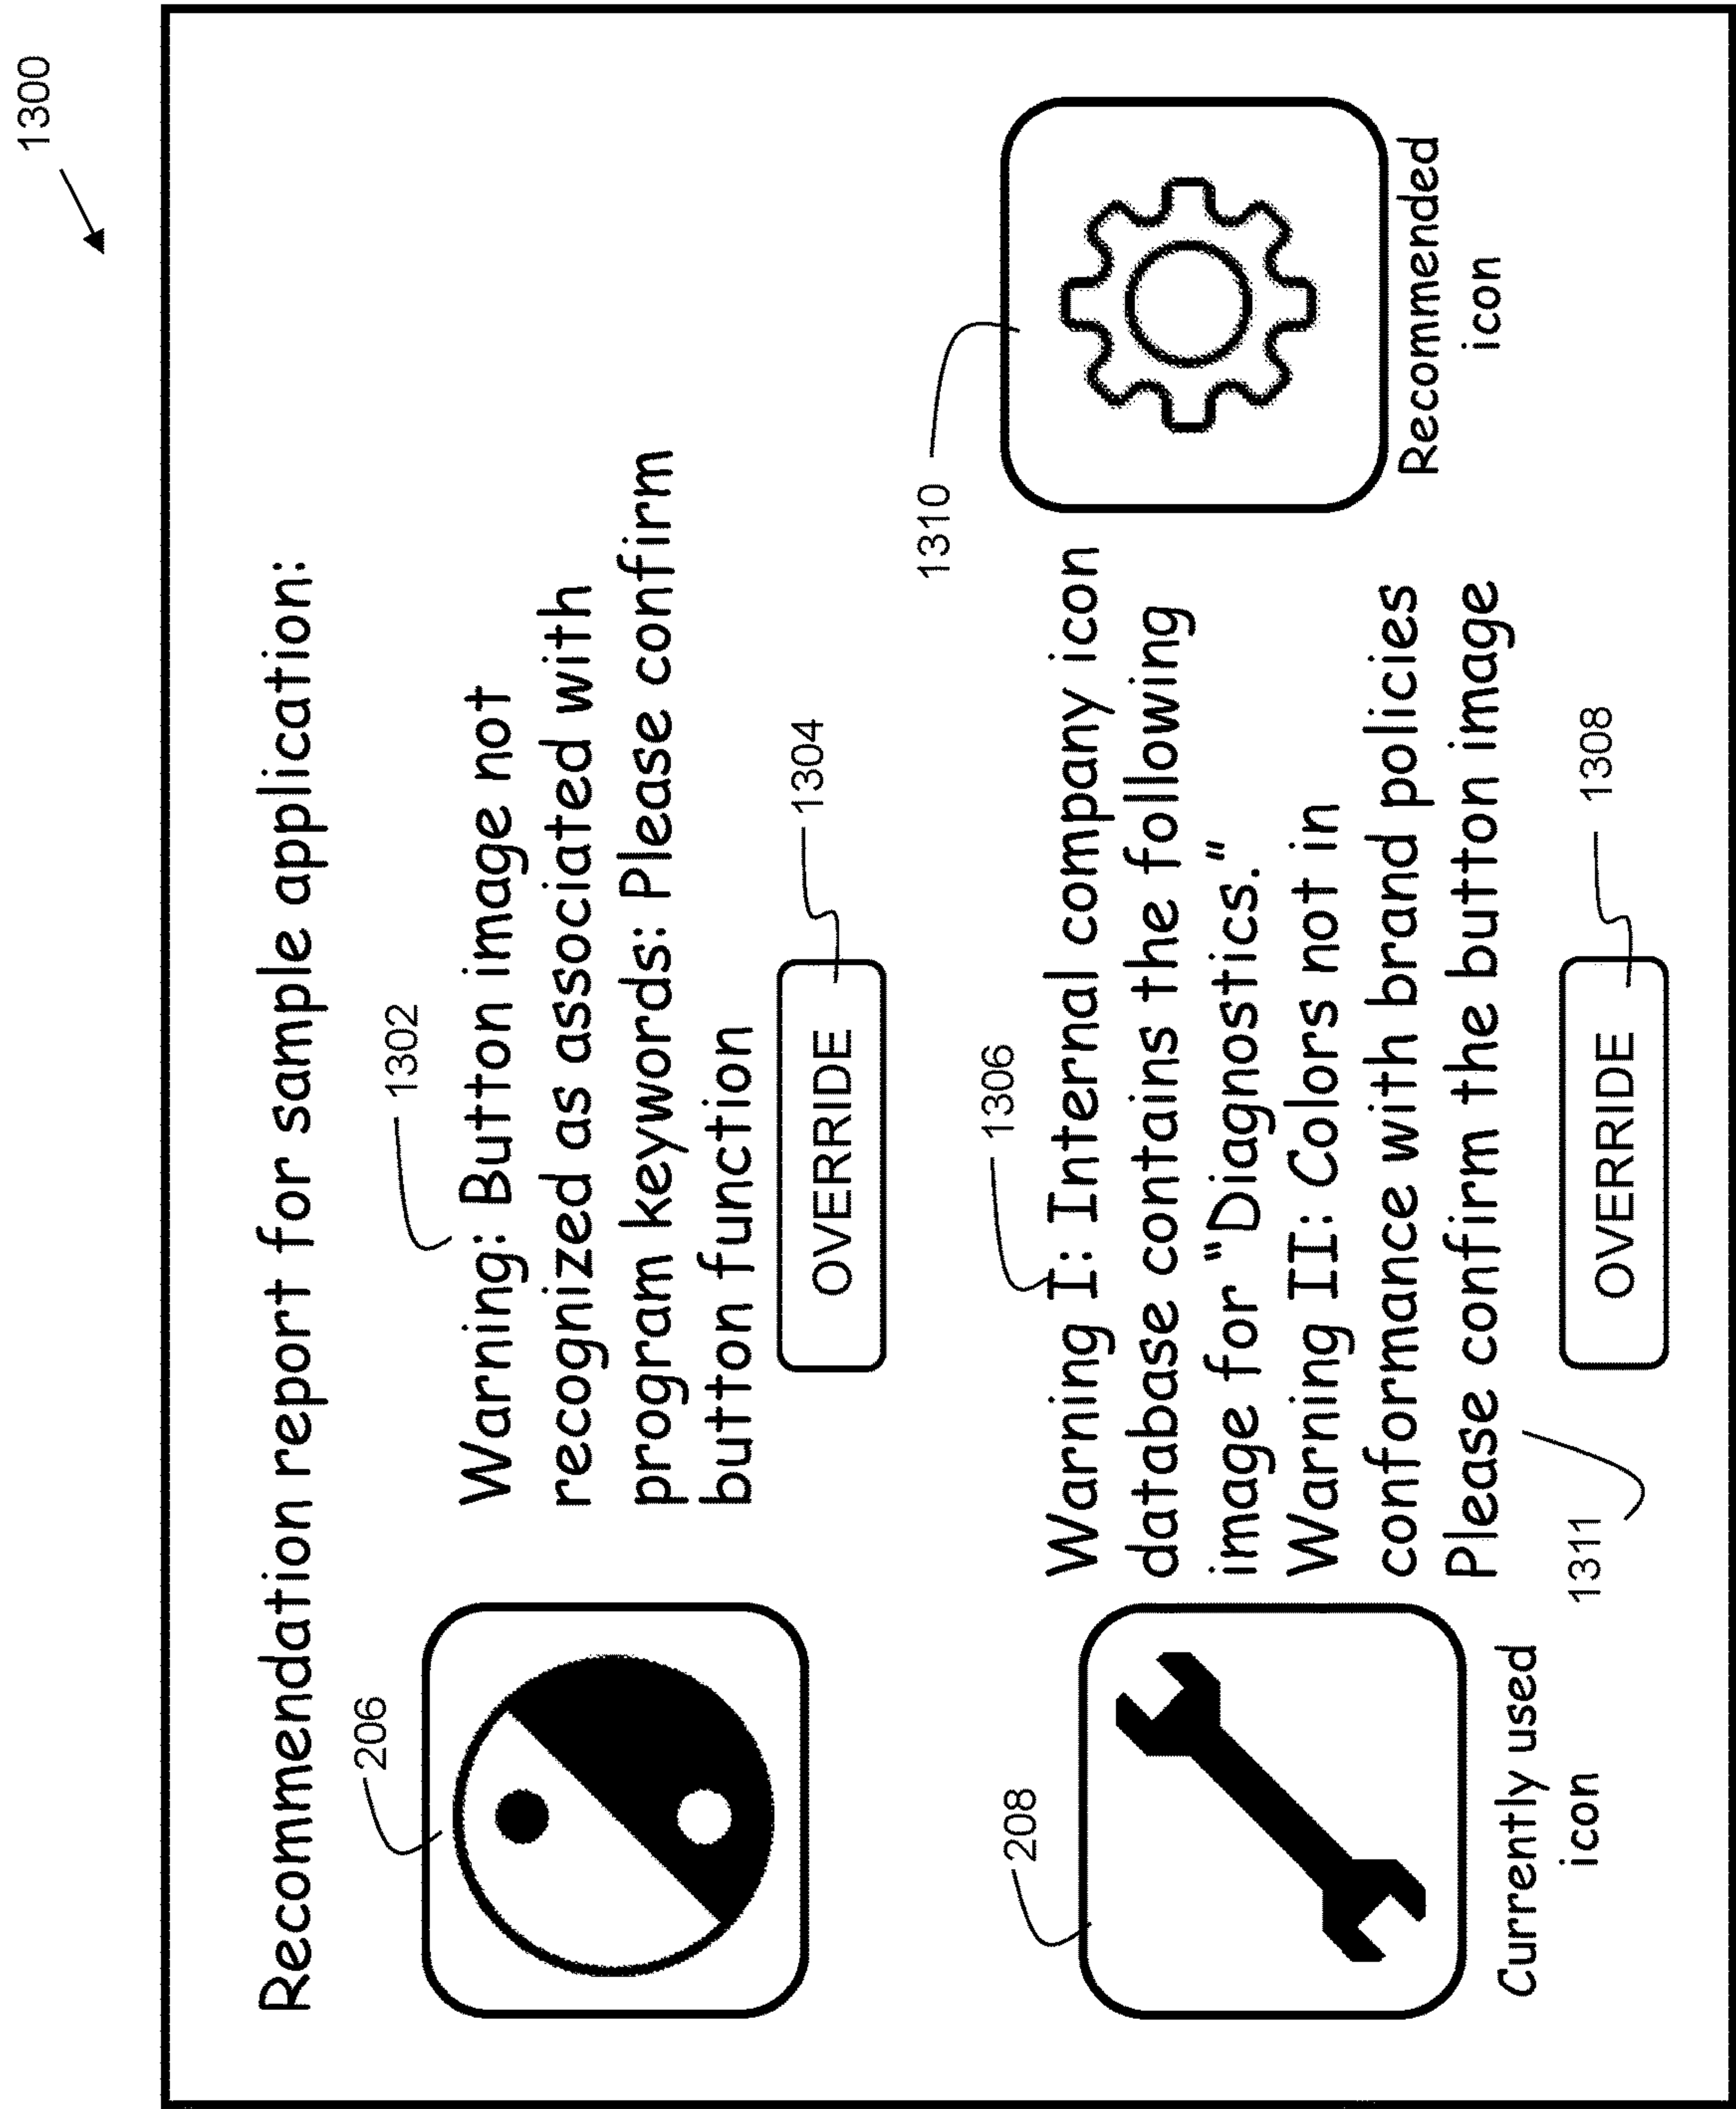 1300
Recommendation report for sample application:
206
1302
Warning: Button image not
recognized as associated with
program keywords: Please confirm
button function
OVERRIDE
1304
208
1306
1310
Warning I: Internal company icon
database contains the following
image for "Diagnostics."
Warning II: Colors not in
conformance with brand policies
Please confirm the button image
Currently used
icon
Recommended
icon
1311
OVERRIDE
1308